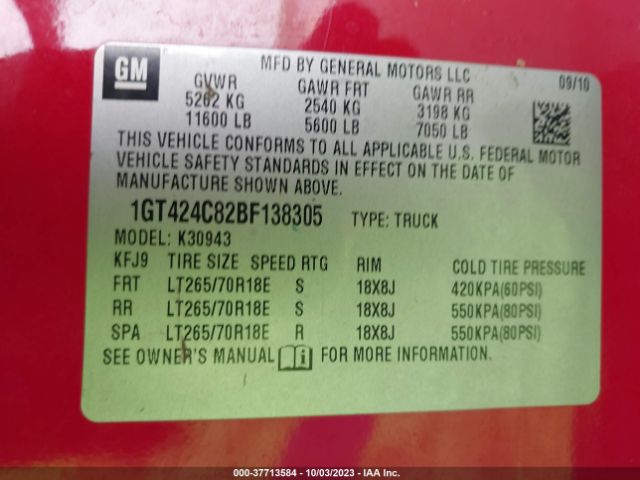 GM
MFD BY GENERAL MOTORS LLC
09/10
GVWR GAWR FRT GAWR RR
5262 KG 2540 KG 3198 KG
11600 LB 5600 LB 7050 LB
THIS VEHICLE CONFORMS TO ALL APPLICABLE U.S. FEDERAL MOTOR
VEHICLE SAFETY STANDARDS IN EFFECT ON THE DATE OF
MANUFACTURE SHOWN ABOVE.
1GT424C82BF138305 TYPE: TRUCK
MODEL: K30943
KFJ9 TIRE SIZE SPEED RTG RIM COLD TIRE PRESSURE
FRT LT265/70R18E S 18X8J 420KPA(60PSI)
RR LT265/70R18E S 18X8J 550KPA(80PSI)
SPA LT265/70R18E R 18X8J 550KPA(80PSI)
SEE OWNER'S MANUAL i FOR MORE INFORMATION.
000-37713584 - 10/03/2023 - IAA Inc.